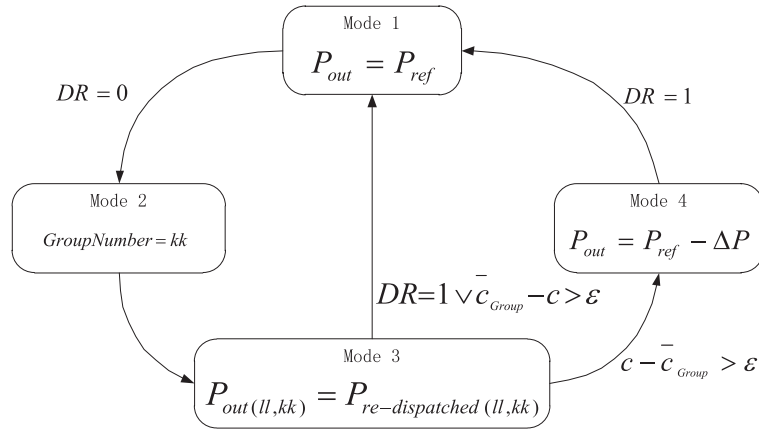 Mode 1
P_out = P_ref
DR = 0
DR = 1
Mode 2
GroupNumber = kk
Mode 4
P_out = P_ref − ΔP
DR=1 ∨ c̄_Group − c > ε
Mode 3
P_out(ll,kk) = P_re−dispatched(ll,kk)
c − c̄_Group > ε